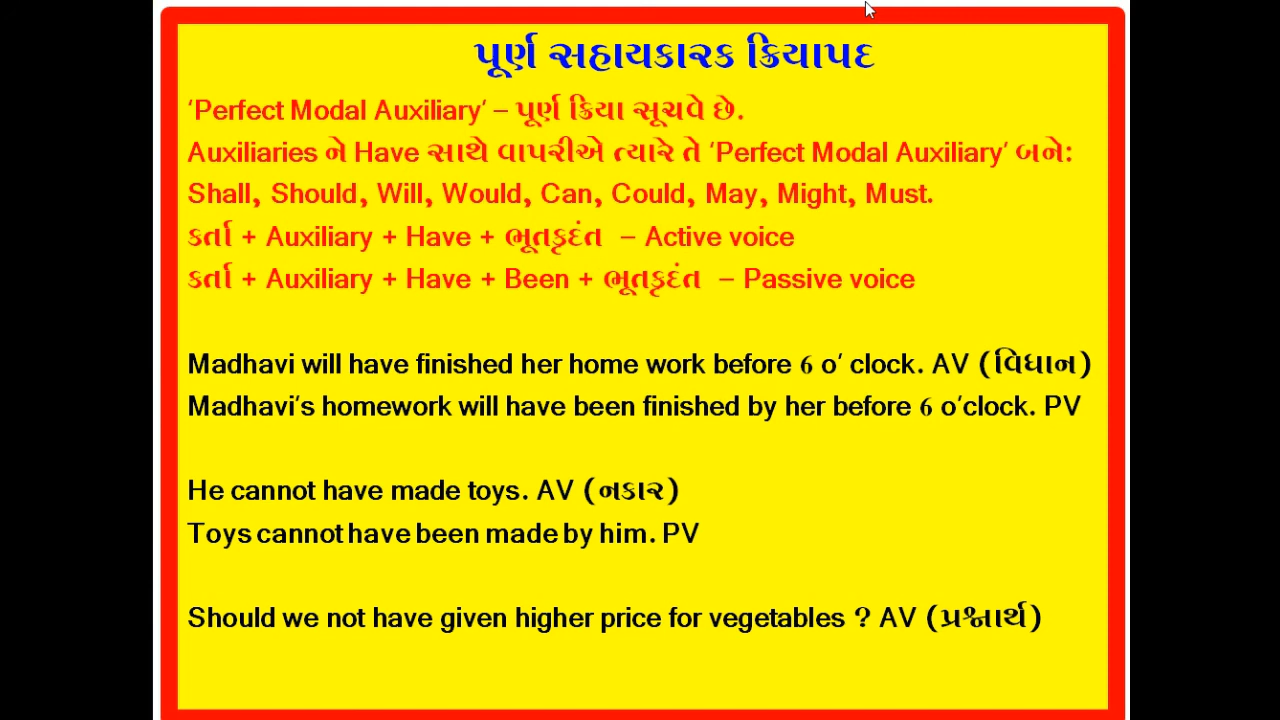 પૂર્ણ સહાયકારક ક્રિયાપદ
‘Perfect Modal Auxiliary’ – પૂર્ણ ક્રિયા સૂચવે છે.
Auxiliaries ને Have સાથે વાપરીએ ત્યારે તે ‘Perfect Modal Auxiliary’ બને:
Shall, Should, Will, Would, Can, Could, May, Might, Must.
કર્તા + Auxiliary + Have + ભૂતકૃદંત – Active voice
કર્તા + Auxiliary + Have + Been + ભૂતકૃદંત – Passive voice
Madhavi will have finished her home work before 6 o’ clock. AV (વિધાન)
Madhavi’s homework will have been finished by her before 6 o’clock. PV
He cannot have made toys. AV (નકાર)
Toys cannot have been made by him. PV
Should we not have given higher price for vegetables ? AV (પ્રશ્નાર્થ)